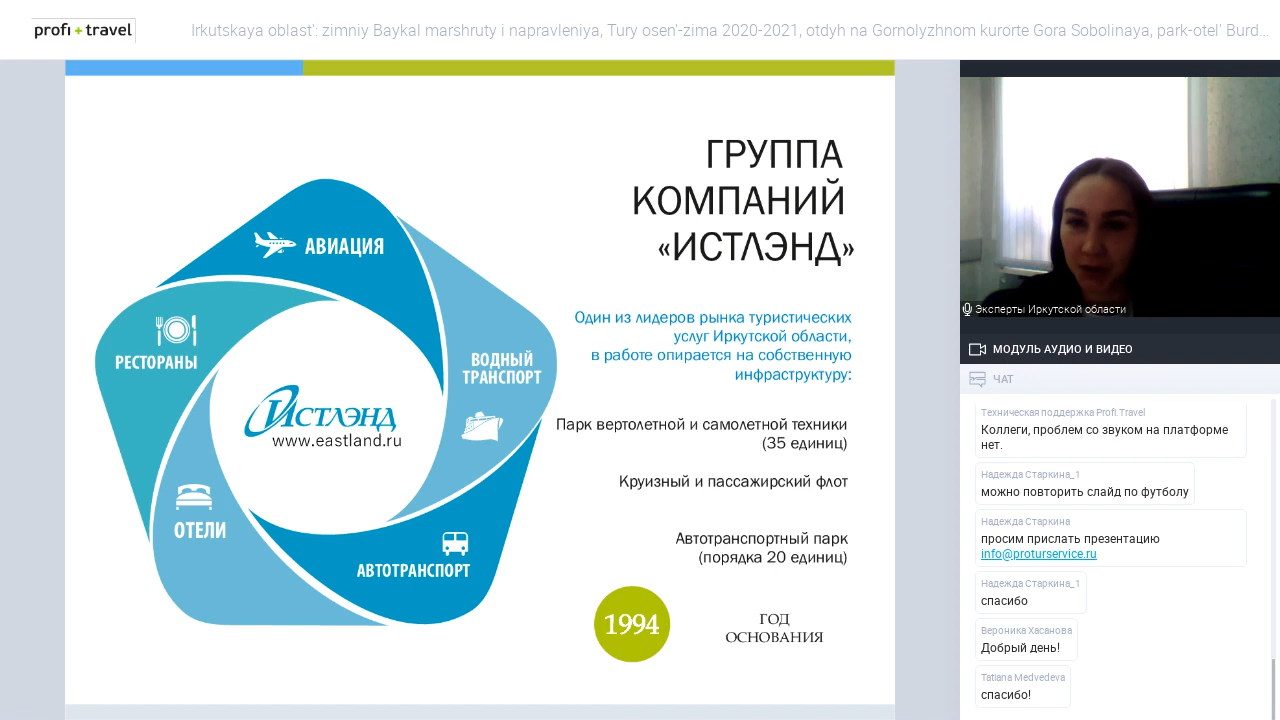 profi + travel
Irkutskaya oblast': zimniy Baykal marshruty i napravleniya, Tury osen'-zima 2020-2021, otdyh na Gornolyzhnom kurorte Gora Sobolinaya, park-otel' Burd...
ГРУППА
КОМПАНИЙ
«ИСТЛЭНД»
АВИАЦИЯ
РЕСТОРАНЫ
ВОДНЫЙ
ТРАНСПОРТ
Истлэнд
www.eastland.ru
ОТЕЛИ
АВТОТРАНСПОРТ
Один из лидеров рынка туристических
услуг Иркутской области,
в работе опирается на собственную
инфраструктуру:
Парк вертолетной и самолетной техники
(35 единиц)
Круизный и пассажирский флот
Автотранспортный парк
(порядка 20 единиц)
1994
ГОД
ОСНОВАНИЯ
Эксперты Иркутской области
МОДУЛЬ АУДИО И ВИДЕО
ЧАТ
Техническая поддержка Profi.Travel
Коллеги, проблем со звуком на платформе
нет.
Надежда Старкина_1
можно повторить слайд по футболу
Надежда Старкина
просим прислать презентацию
info@proturservice.ru
Надежда Старкина_1
спасибо
Вероника Хасанова
Добрый день!
Tatiana Medvedeva
спасибо!